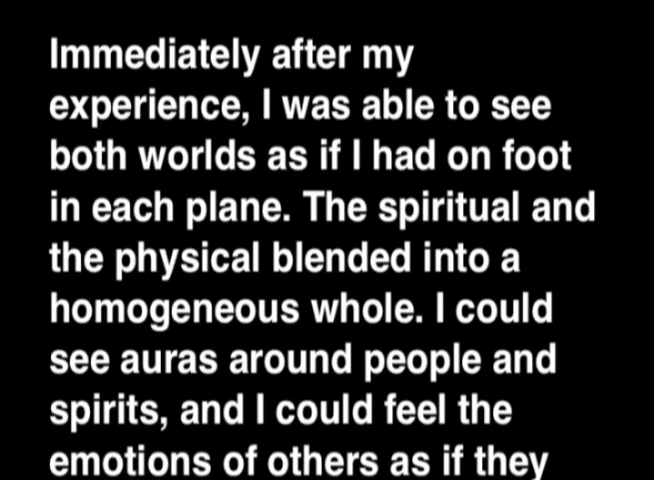 Immediately after my
experience, I was able to see
both worlds as if I had on foot
in each plane. The spiritual and
the physical blended into a
homogeneous whole. I could
see auras around people and
spirits, and I could feel the
emotions of others as if they